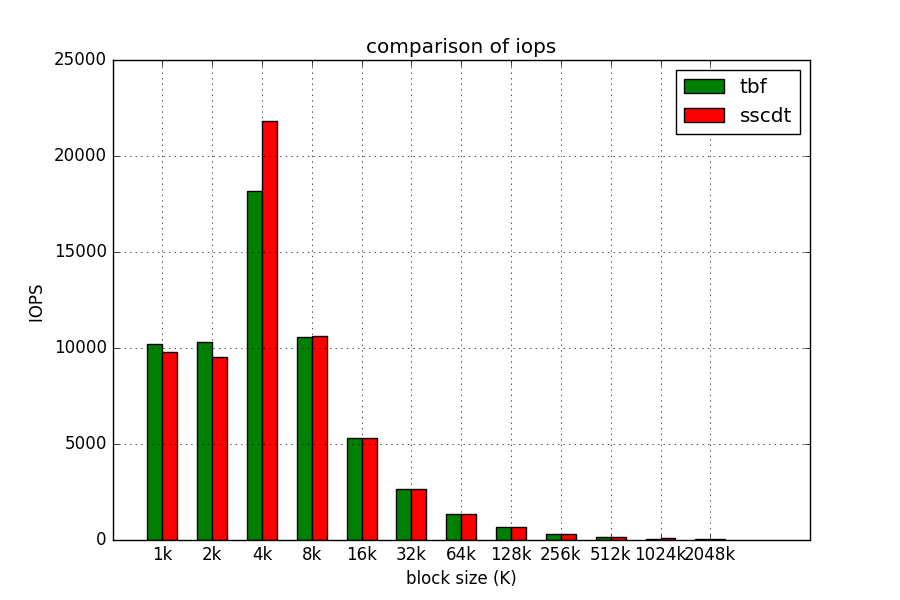 comparison of iops
25000
20000
15000
10000
5000
0
IOPS
tbf
sscdt
1k 2k 4k 8k 16k 32k 64k 128k 256k 512k 1024k 2048k
block size (K)